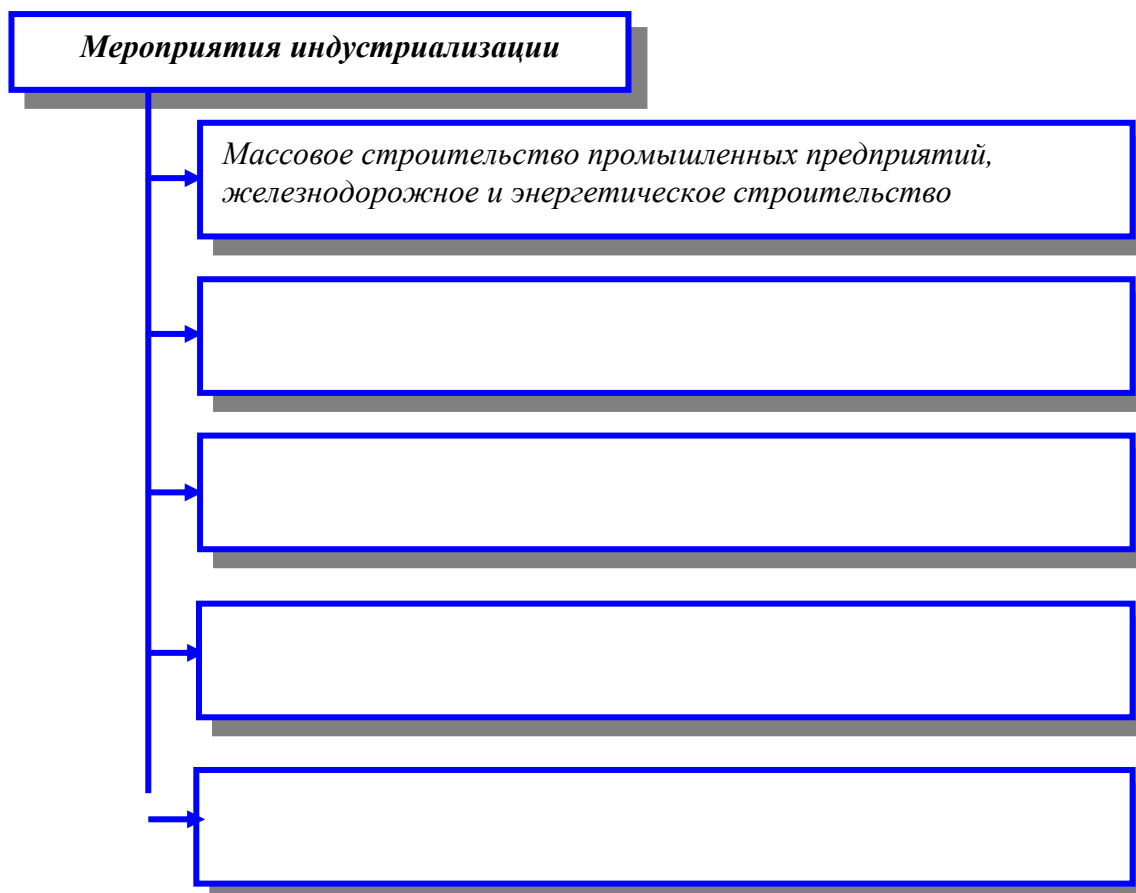 Мероприятия индустриализации
Массовое строительство промышленных предприятий,
железнодорожное и энергетическое строительство